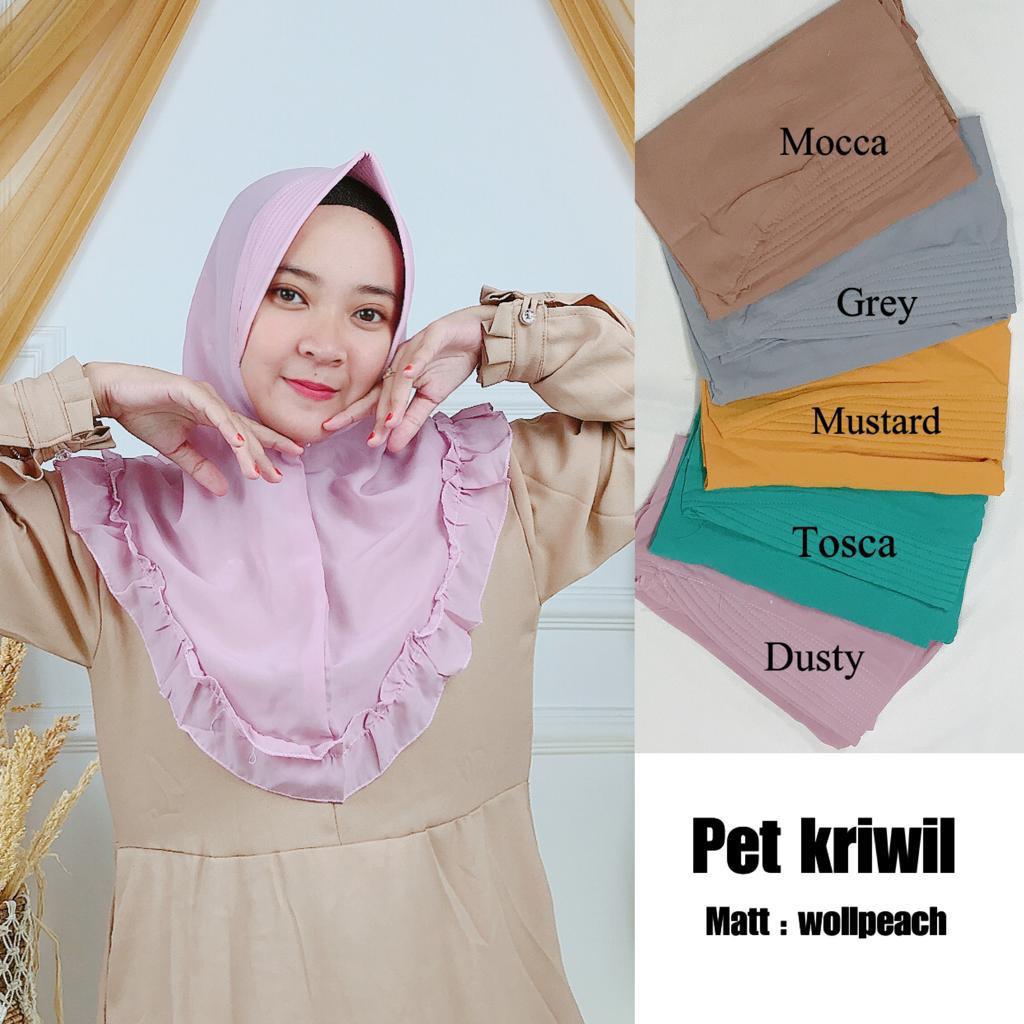 Mocca
Grey
Mustard
Tosca
Dusty
Pet kriwil
Matt : wollpeach